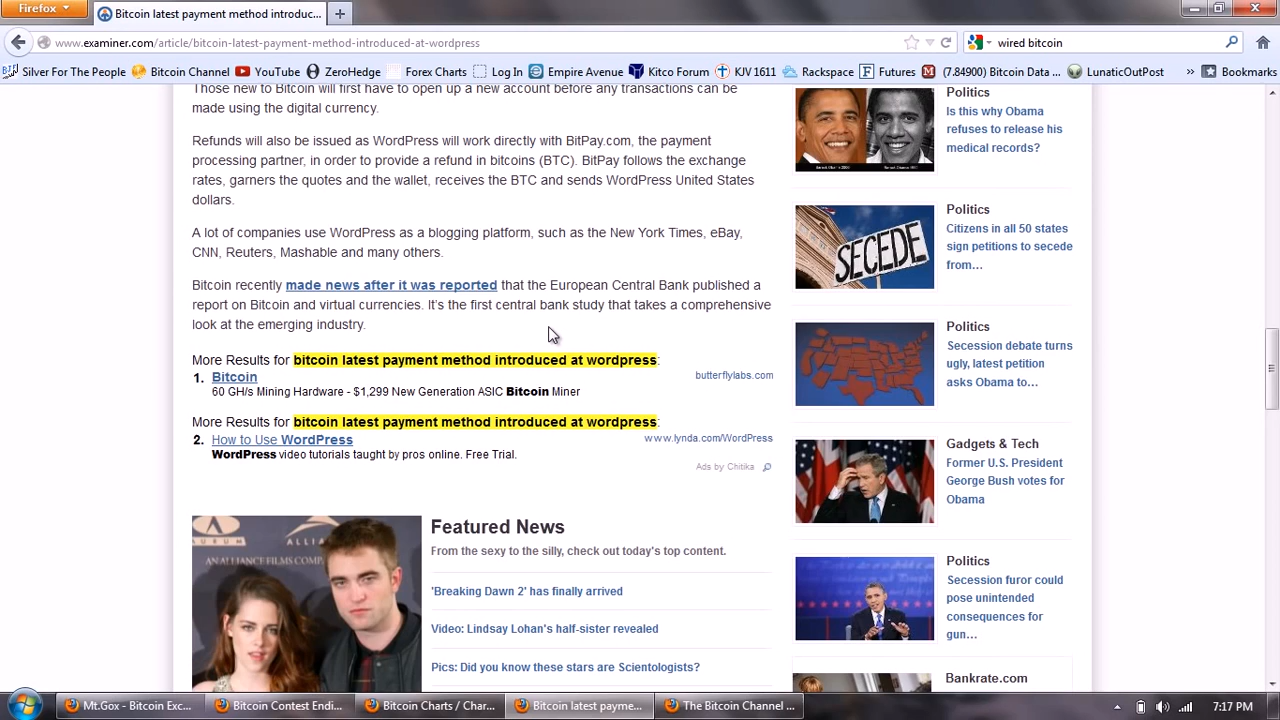 Firefox
Bitcoin latest payment method introduc...
www.examiner.com/article/bitcoin-latest-payment-method-introduced-at-wordpress
wired bitcoin
Silver For The People
Bitcoin Channel
YouTube
ZeroHedge
Forex Charts
Log In
Empire Avenue
Kitco Forum
KJV 1611
Rackspace
Futures
(7.84900) Bitcoin Data ...
LunaticOutPost
»
Bookmarks
Those new to Bitcoin will first have to open up a new account before any transactions can be
made using the digital currency.
Refunds will also be issued as WordPress will work directly with BitPay.com, the payment
processing partner, in order to provide a refund in bitcoins (BTC). BitPay follows the exchange
rates, garners the quotes and the wallet, receives the BTC and sends WordPress United States
dollars.
A lot of companies use WordPress as a blogging platform, such as the New York Times, eBay,
CNN, Reuters, Mashable and many others.
Bitcoin recently made news after it was reported that the European Central Bank published a
report on Bitcoin and virtual currencies. It's the first central bank study that takes a comprehensive
look at the emerging industry.
More Results for bitcoin latest payment method introduced at wordpress:
1. Bitcoin
butterflylabs.com
60 GH/s Mining Hardware - $1,299 New Generation ASIC Bitcoin Miner
More Results for bitcoin latest payment method introduced at wordpress:
2. How to Use WordPress
www.lynda.com/WordPress
WordPress video tutorials taught by pros online. Free Trial.
Ads by Chitika
AURUM
ALLI
AN ALLIANCE FILMS COMP
Featured News
From the sexy to the silly, check out today's top content.
'Breaking Dawn 2' has finally arrived
Video: Lindsay Lohan's half-sister revealed
Pics: Did you know these stars are Scientologists?
Politics
Is this why Obama
refuses to release his
medical records?
Politics
Citizens in all 50 states
sign petitions to secede
from...
SECEDE
Politics
Secession debate turns
ugly, latest petition
asks Obama to...
Gadgets & Tech
Former U.S. President
George Bush votes for
Obama
Politics
Secession furor could
pose unintended
consequences for
gun...
Bankrate.com
Mt.Gox - Bitcoin Exc...
Bitcoin Contest Endi...
Bitcoin Charts / Char...
Bitcoin latest payme...
The Bitcoin Channel ...
7:17 PM